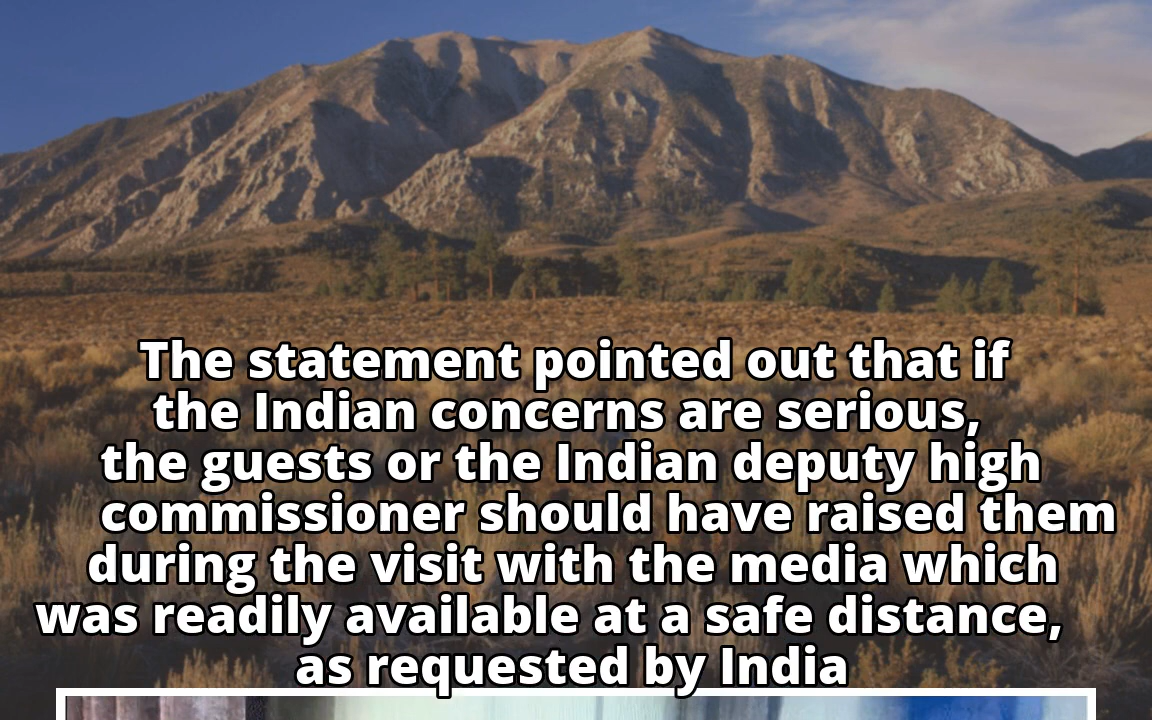 The statement pointed out that if
the Indian concerns are serious,
the guests or the Indian deputy high
commissioner should have raised them
during the visit with the media which
was readily available at a safe distance,
as requested by India